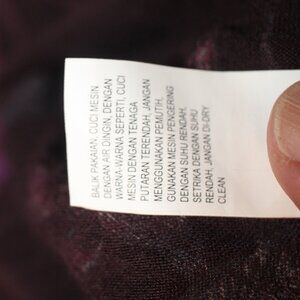 BALIK PAKAIAN, CUCI MESIN
DENGAN AIR DINGIN, DENGAN
WARNA-WARNA SEPERTI, CUCI
MESIN DENGAN TENAGA
PUTARAN TERENDAH, JANGAN
MENGGUNAKAN PEMUTIH,
GUNAKAN MESIN PENGERING
DENGAN SUHU RENDAH,
SETRIKA DENGAN SUHU
RENDAH, JANGAN DI-DRY
CLEAN